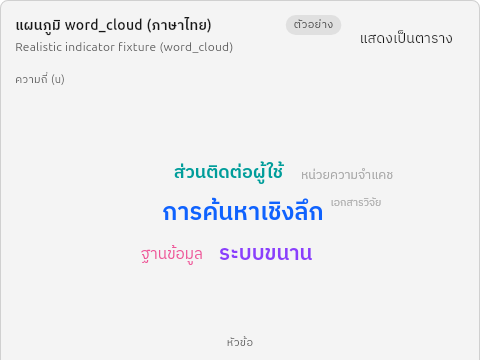 แผนภูมิ word_cloud (ภาษาไทย)
ตัวอย่าง
แสดงเป็นตาราง
Realistic indicator fixture (word_cloud)
ความถี่ (น)
ส่วนติดต่อผู้ใช้
หน่วยความจำแคช
การค้นหาเชิงลึก
เอกสารวิจัย
ฐานข้อมูล
ระบบขนาน
หัวข้อ